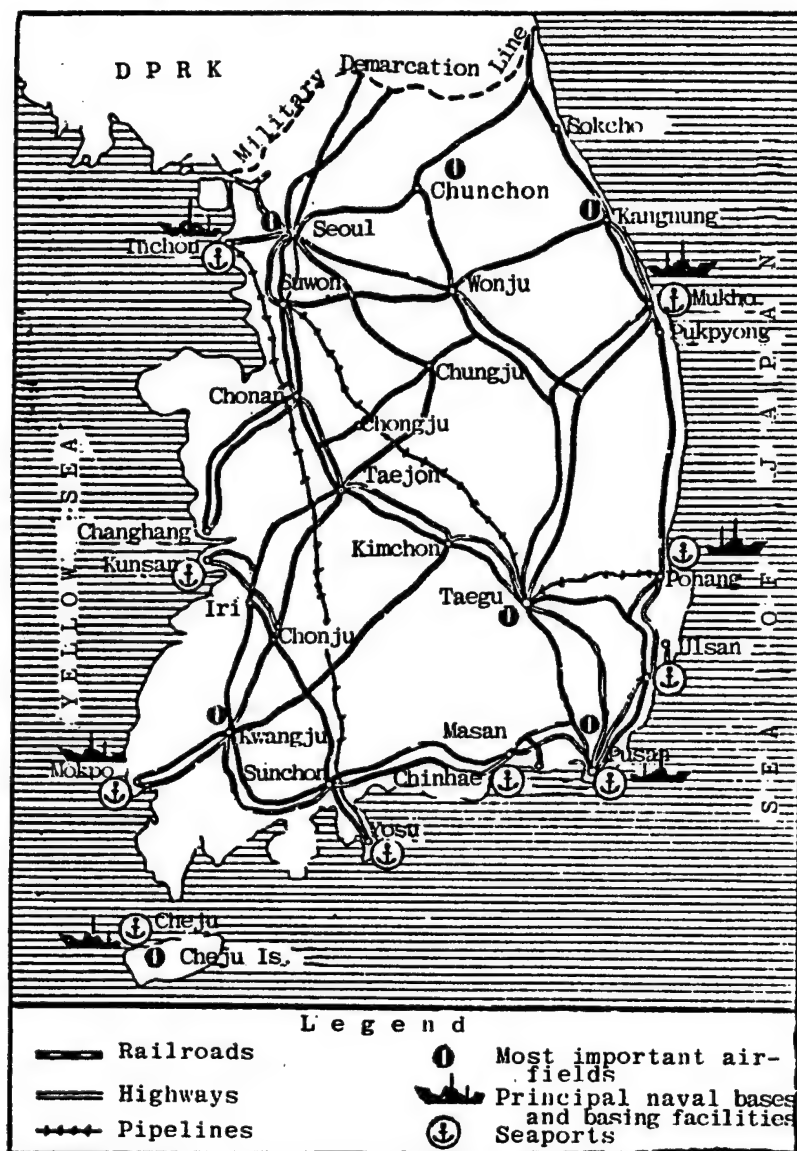 DPRK
Military Demarcation Line
Sokcho
Chunchon
Kangnung
Seoul
Inchon
Suwon
Wonju
Mukho
Pukpyong
Chungju
Chonan
Chongju
Taejon
YELLOW SEA
SEA OF JAPAN
Changhang
Kimchon
Kunsan
Taegu
Pohang
Iri
Chonju
Ulsan
Kwangju
Masan
Pusan
Mokpo
Sunchon
Chinhae
Yosu
Cheju
Cheju Is.
Legend
Railroads
Highways
Pipelines
Most important air-
fields
Principal naval bases
and basing facilities
Seaports